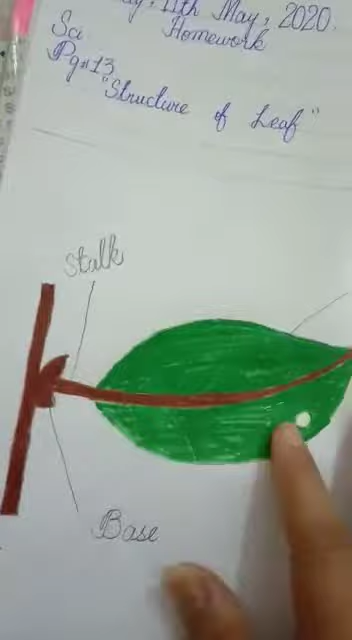 11th May, 2020.
Sci Homework
Pg#13
"Structure of Leaf"
Stalk
Base